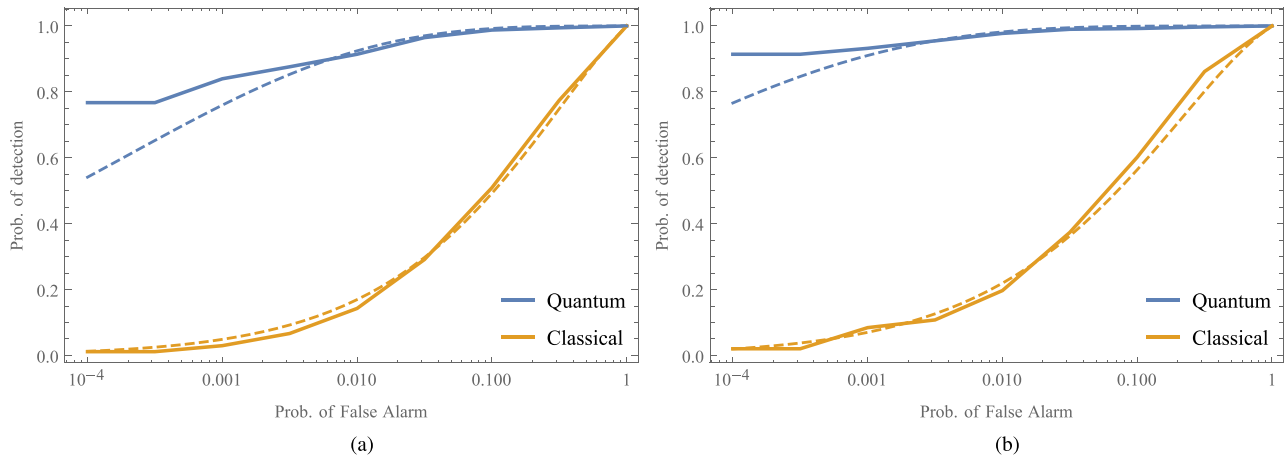 1.0
0.8
0.6
0.4
0.2
0.0
Prob. of detection
Quantum
Classical
10⁻⁴ 0.001 0.010 0.100 1
Prob. of False Alarm
(a)
1.0
0.8
0.6
0.4
0.2
0.0
Prob. of detection
Quantum
Classical
10⁻⁴ 0.001 0.010 0.100 1
Prob. of False Alarm
(b)